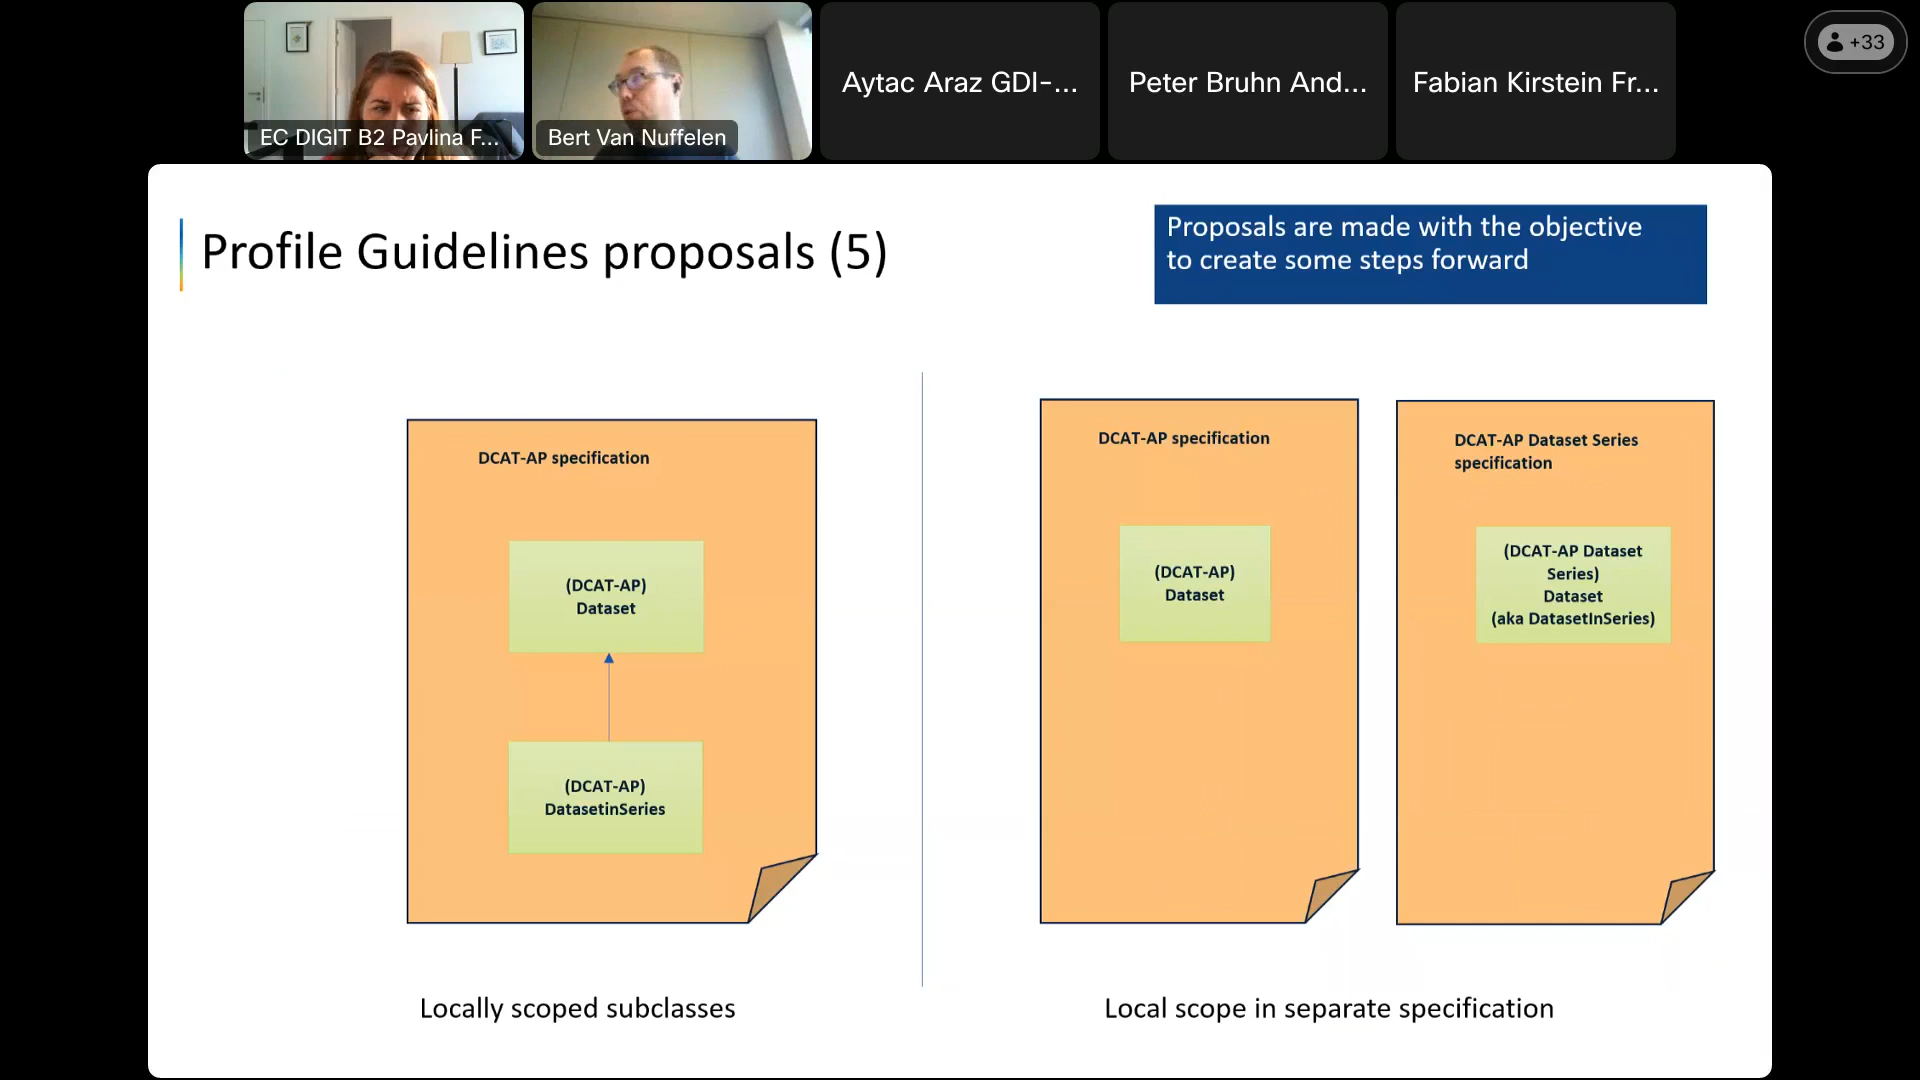 EC DIGIT B2 Pavlina F...
Bert Van Nuffelen
Aytac Araz GDI-...
Peter Bruhn And...
Fabian Kirstein Fr...
+33
Profile Guidelines proposals (5)
Proposals are made with the objective
to create some steps forward
DCAT-AP specification
(DCAT-AP)
Dataset
(DCAT-AP)
DatasetinSeries
Locally scoped subclasses
DCAT-AP specification
(DCAT-AP)
Dataset
DCAT-AP Dataset Series
specification
(DCAT-AP Dataset
Series)
Dataset
(aka DatasetInSeries)
Local scope in separate specification